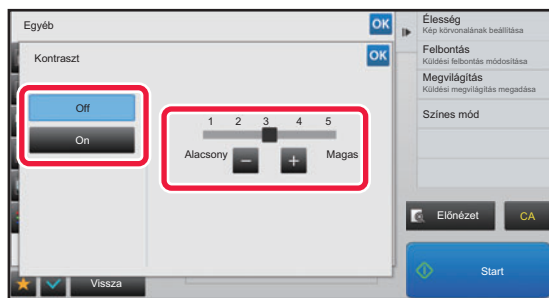 Egyéb
OK
Kontraszt
OK
Off
On
1 2 3 4 5
Alacsony
−
+
Magas
Vissza
Élesség
Kép körvonalának beállítása
Felbontás
Küldési felbontás módosítása
Megvilágítás
Küldési megvilágítás megadása
Színes mód
Előnézet
CA
Start